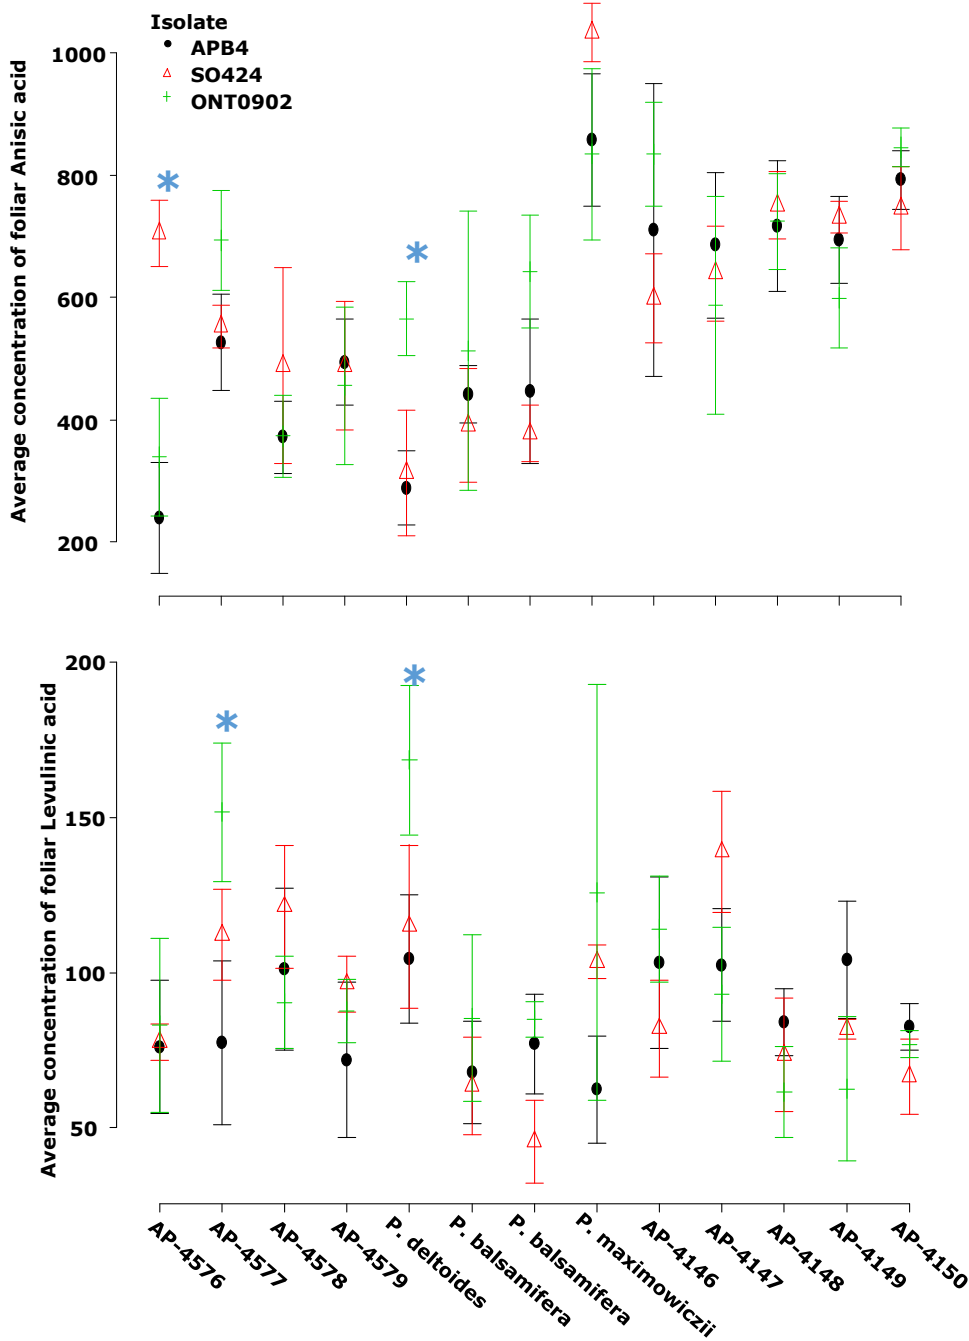 Isolate
APB4
SO424
ONT0902
Average concentration of foliar Anisic acid
1000
800
600
400
200
Average concentration of foliar Levulinic acid
200
150
100
50
AP-4576
AP-4577
AP-4578
AP-4579
P. deltoides
P. balsamifera
P. balsamifera
P. maximowiczii
AP-4146
AP-4147
AP-4148
AP-4149
AP-4150